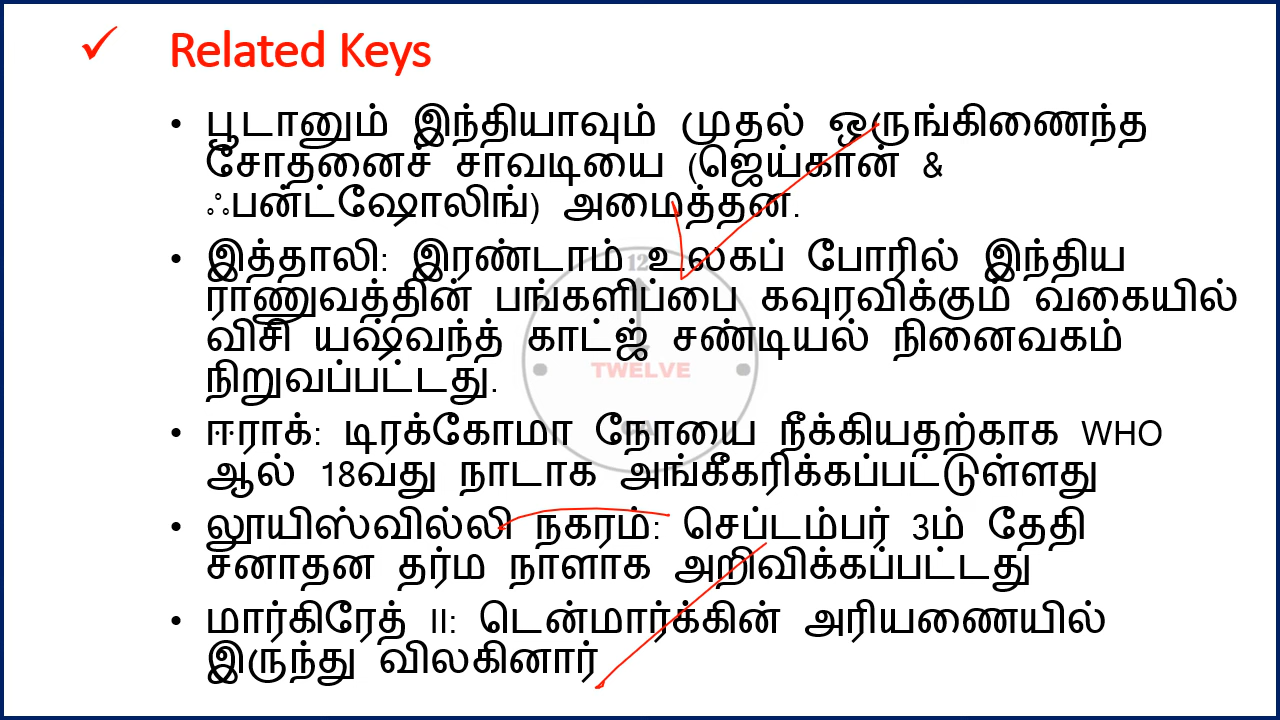 Related Keys
பூடானும் இந்தியாவும் முதல் ஒருங்கிணைந்த
சோதனைச் சாவடியை (ஜெய்கான் &
ஃபன்ட்ஷோலிங்) அமைத்தன.
இத்தாலி: இரண்டாம் உலகப் போரில் இந்திய
ராணுவத்தின் பங்களிப்பை கவுரவிக்கும் வகையில்
விசி யஷ்வந்த் காட்ஜ் சண்டியல் நினைவகம்
நிறுவப்பட்டது.
ஈராக்: டிரக்கோமா நோயை நீக்கியதற்காக WHO
ஆல் 18வது நாடாக அங்கீகரிக்கப்பட்டுள்ளது
லூயிஸ்வில்லி நகரம்: செப்டம்பர் 3ம் தேதி
சனாதன தர்ம நாளாக அறிவிக்கப்பட்டது
மார்கிரேத் II: டென்மார்க்கின் அரியணையில்
இருந்து விலகினார்
12
TWELVE